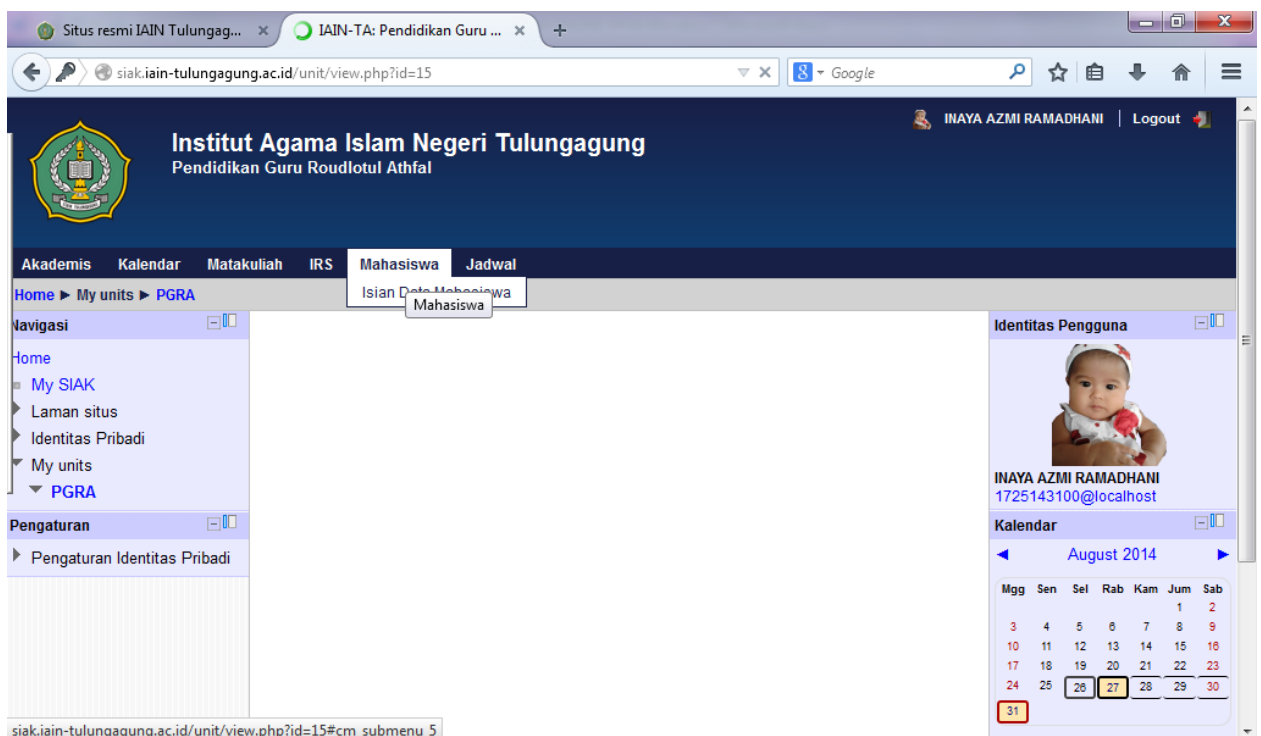 Situs resmi IAIN Tulungag...
IAIN-TA: Pendidikan Guru ...
siak.iain-tulungagung.ac.id/unit/view.php?id=15
Google
INAYA AZMI RAMADHANI | Logout
Institut Agama Islam Negeri Tulungagung
Pendidikan Guru Roudlotul Athfal
Akademis Kalendar Matakuliah IRS Mahasiswa Jadwal
Isian Data Mahasiswa
Mahasiswa
Home ► My units ► PGRA
Navigasi
Home
My SIAK
Laman situs
Identitas Pribadi
My units
PGRA
Pengaturan
Pengaturan Identitas Pribadi
Identitas Pengguna
INAYA AZMI RAMADHANI
1725143100@localhost
Kalendar
◄ August 2014 ►
Mgg Sen Sel Rab Kam Jum Sab
1 2
3 4 5 6 7 8 9
10 11 12 13 14 15 16
17 18 19 20 21 22 23
24 25 26 27 28 29 30
31
siak.iain-tulungagung.ac.id/unit/view.php?id=15#cm_submenu_5